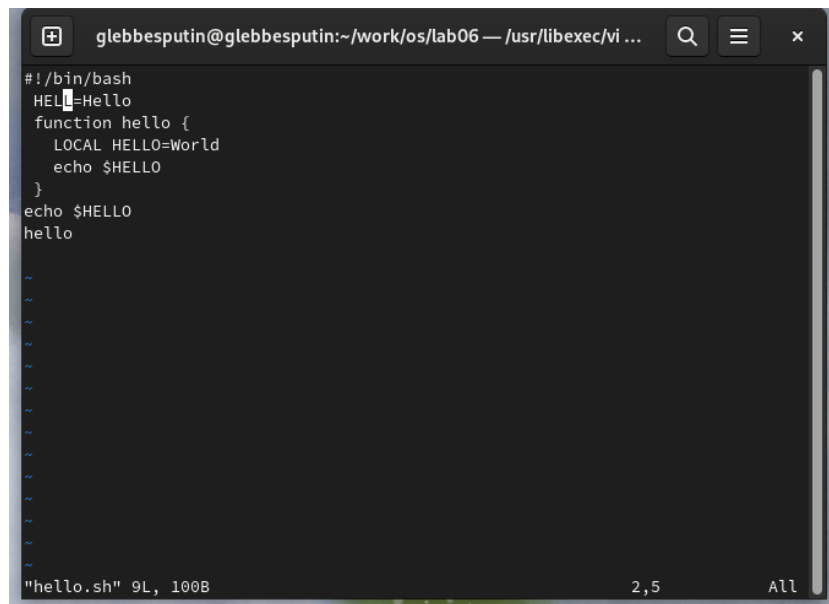 glebbesputin@glebbesputin:~/work/os/lab06 — /usr/libexec/vi ...
#!/bin/bash
 HELL=Hello
 function hello {
   LOCAL HELLO=World
   echo $HELLO
 }
echo $HELLO
hello

~
~
~
~
~
~
~
~
~
~
~
~
~
~
"hello.sh" 9L, 100B 2,5 All